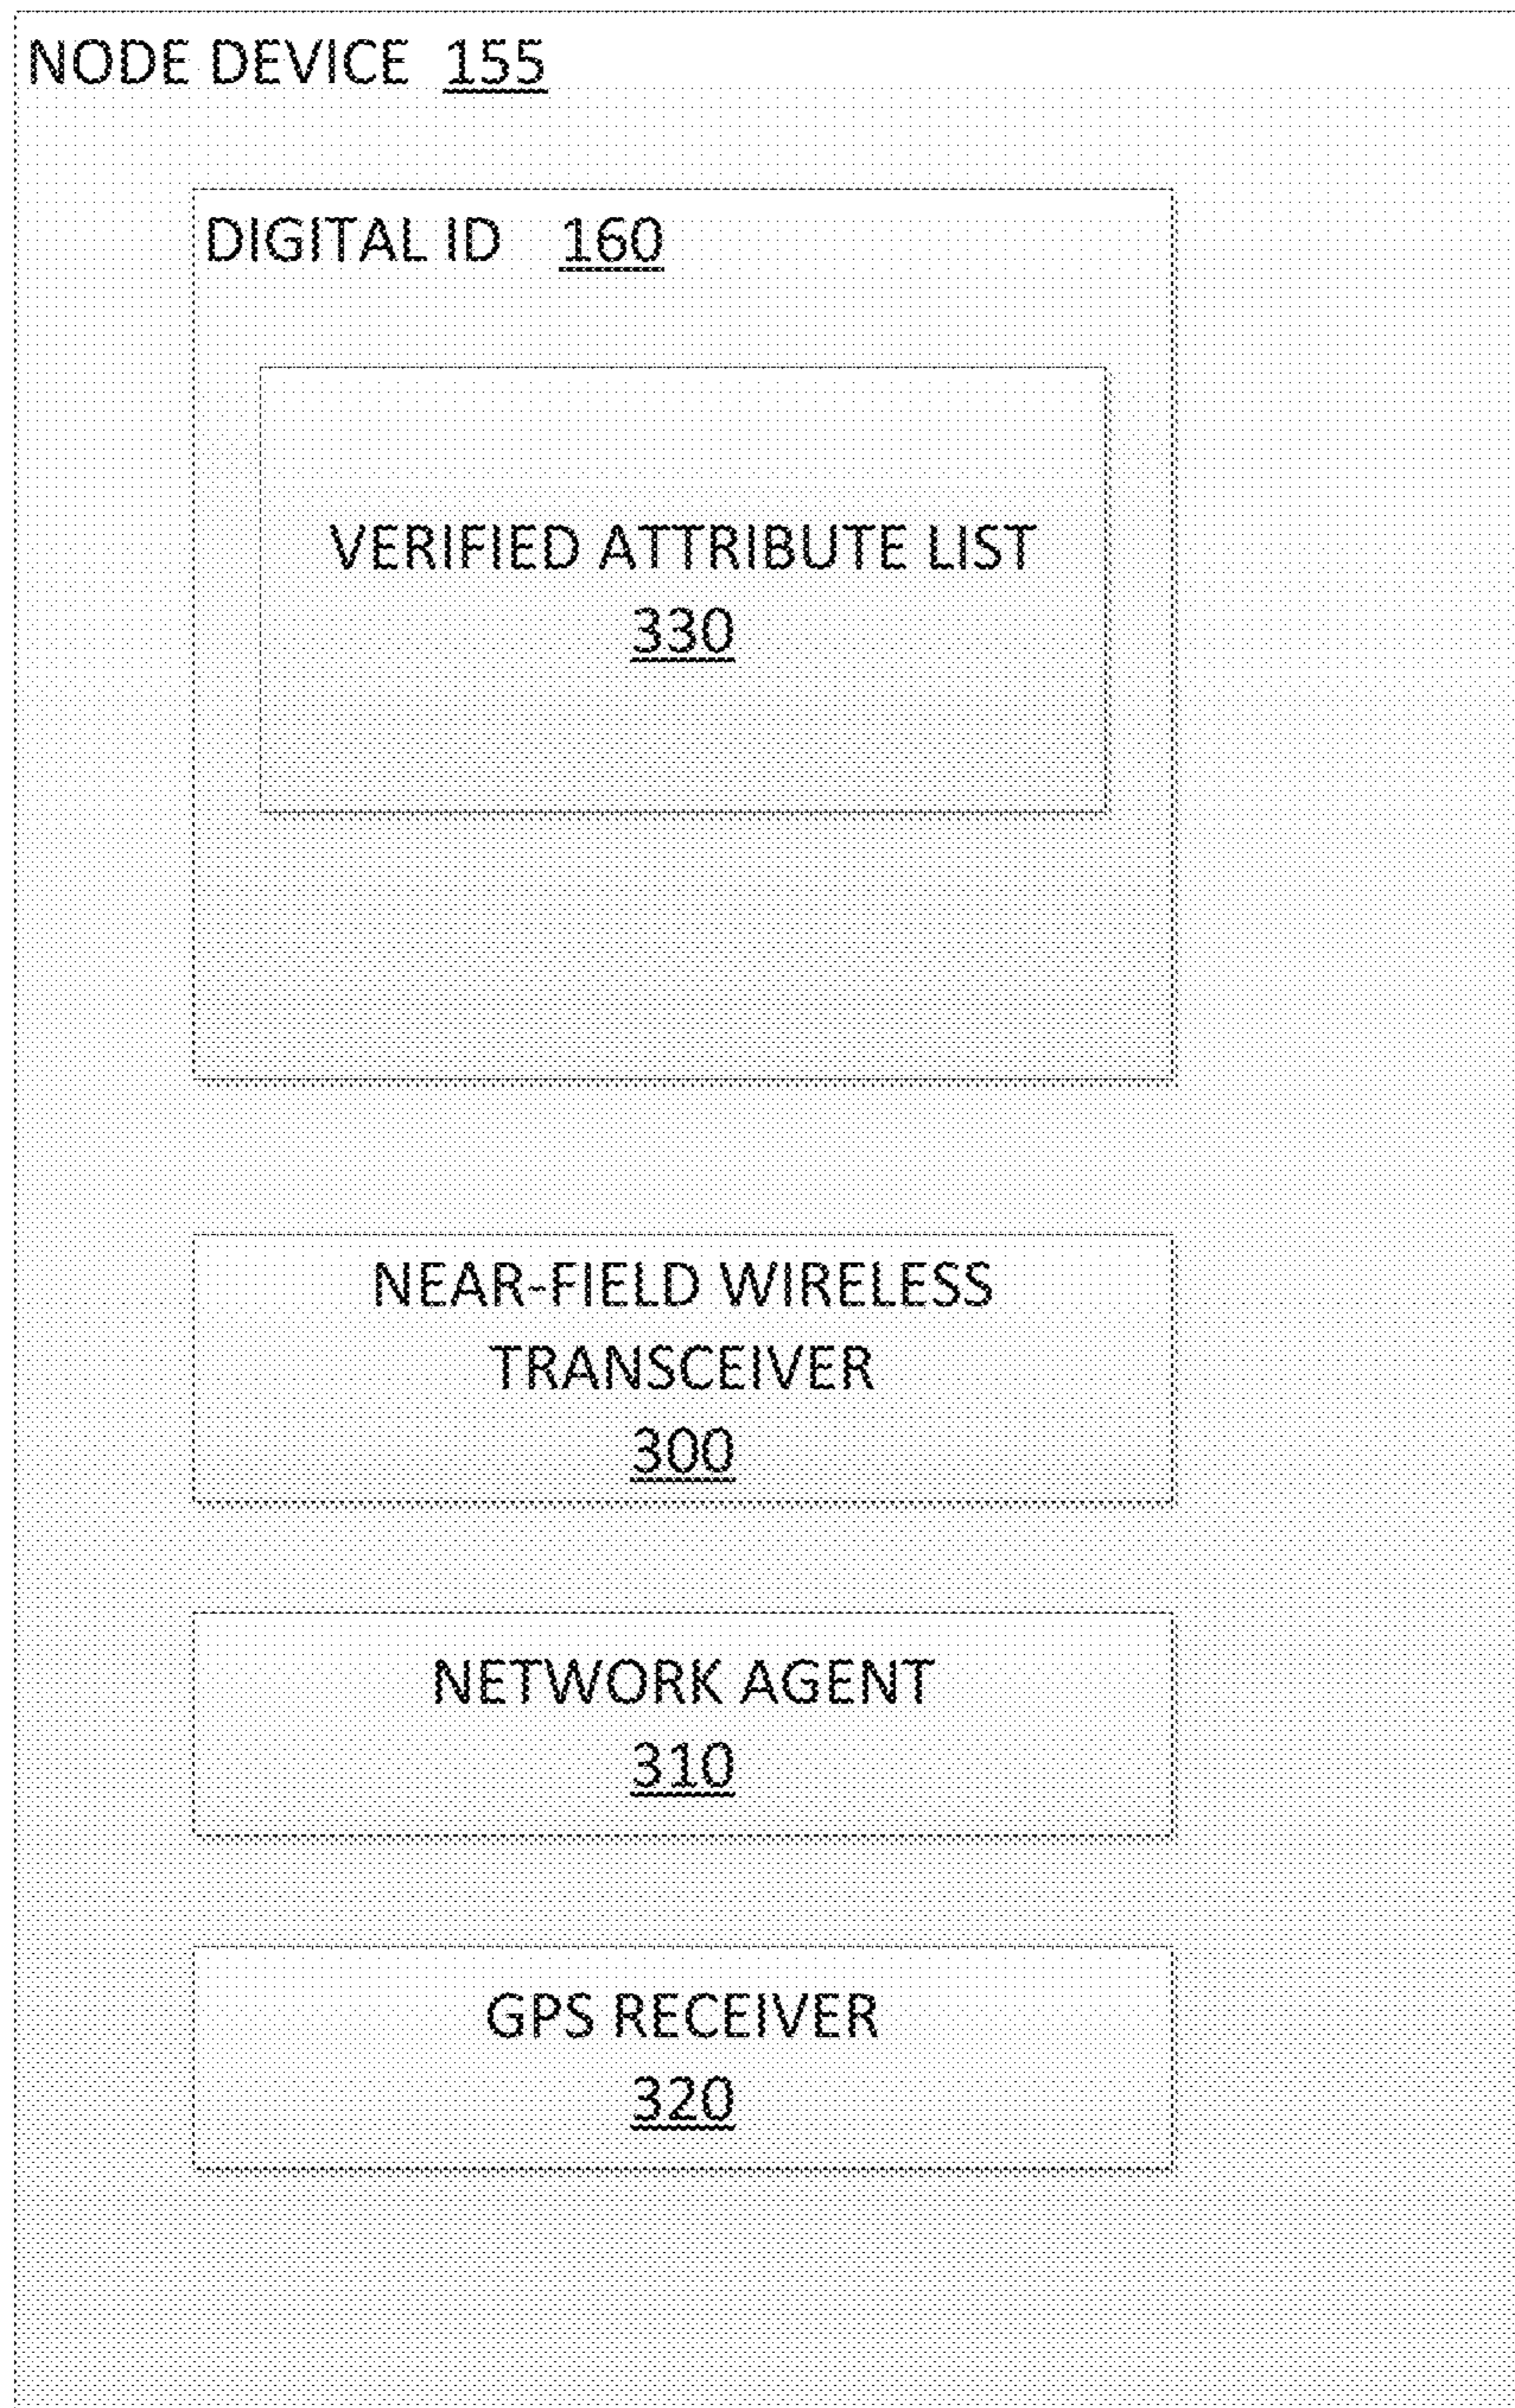 NODE DEVICE 155
DIGITAL ID 160
VERIFIED ATTRIBUTE LIST
330
NEAR-FIELD WIRELESS
TRANSCEIVER
300
NETWORK AGENT
310
GPS RECEIVER
320